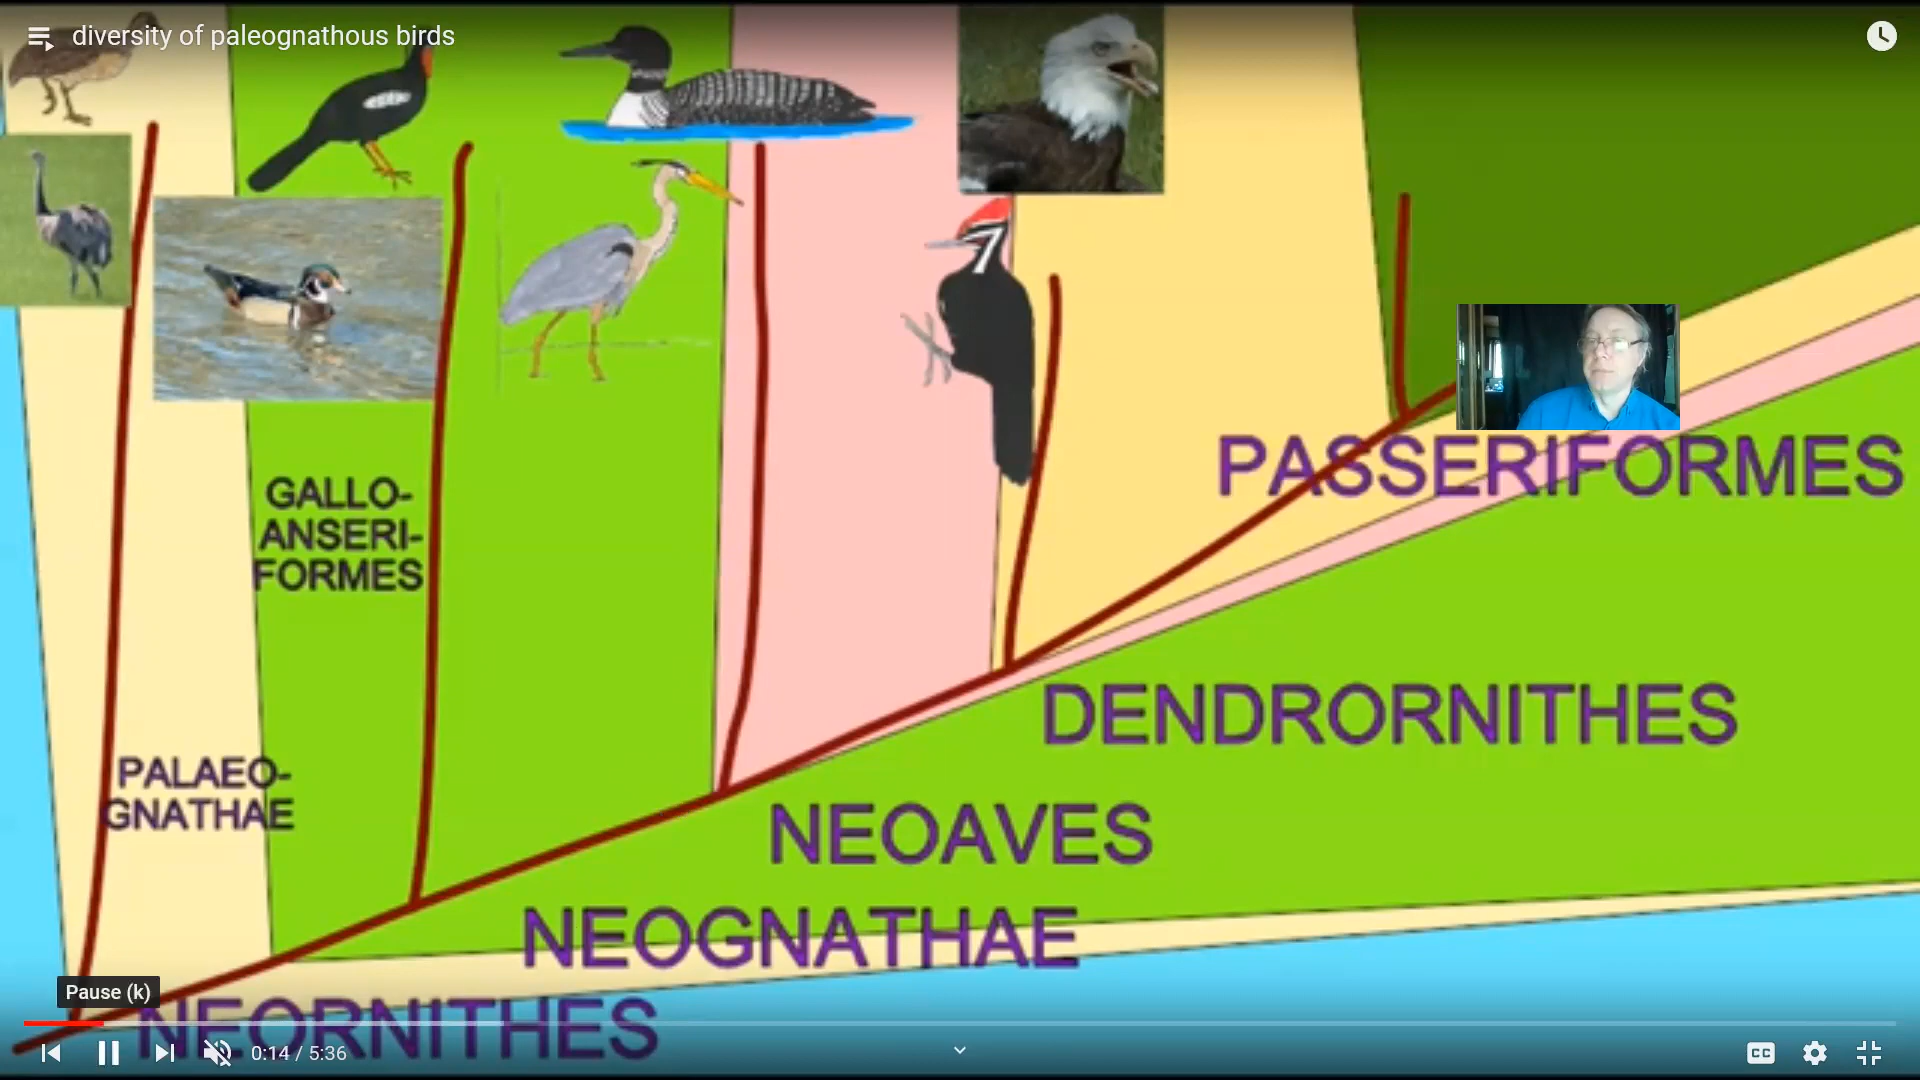 diversity of paleognathous birds
GALLO-
ANSERI-
FORMES
PASSERIFORMES
DENDRORNITHES
PALAEO-
GNATHAE
NEOAVES
NEOGNATHAE
Pause (k)
NEORNITHES
0:14 / 5:36
CC